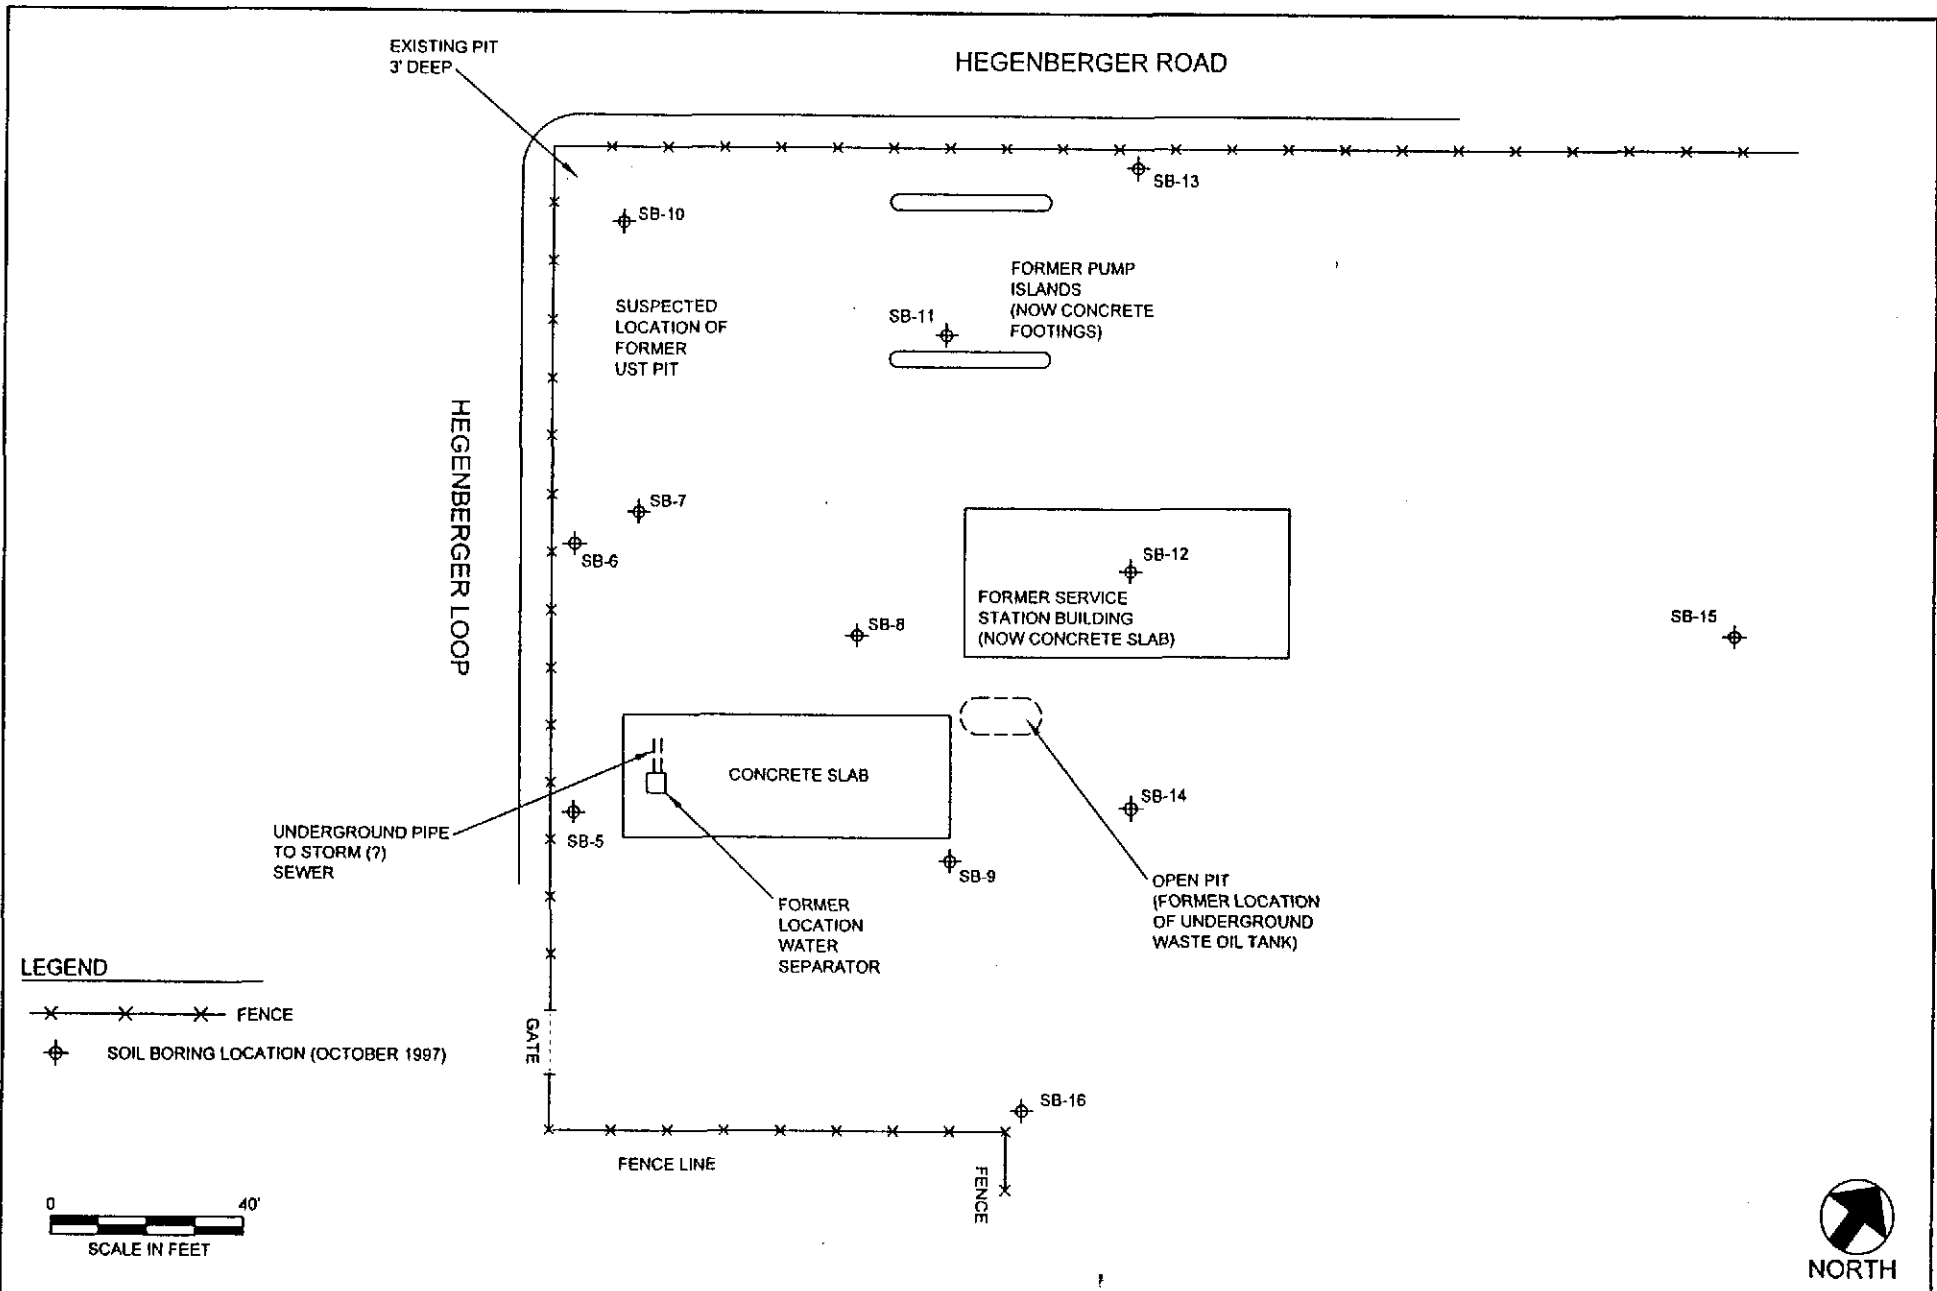 EXISTING PIT
3' DEEP
HEGENBERGER ROAD
SB-13
SB-10
FORMER PUMP
ISLANDS
(NOW CONCRETE
FOOTINGS)
SUSPECTED
LOCATION OF
FORMER
UST PIT
SB-11
HEGENBERGER LOOP
SB-7
SB-6
SB-12
FORMER SERVICE
STATION BUILDING
(NOW CONCRETE SLAB)
SB-8
SB-15
CONCRETE SLAB
SB-14
UNDERGROUND PIPE
TO STORM (?)
SEWER
SB-5
SB-9
FORMER
LOCATION
WATER
SEPARATOR
OPEN PIT
(FORMER LOCATION
OF UNDERGROUND
WASTE OIL TANK)
LEGEND
FENCE
SOIL BORING LOCATION (OCTOBER 1997)
GATE
SB-16
FENCE LINE
FENCE
0 40'
SCALE IN FEET
NORTH